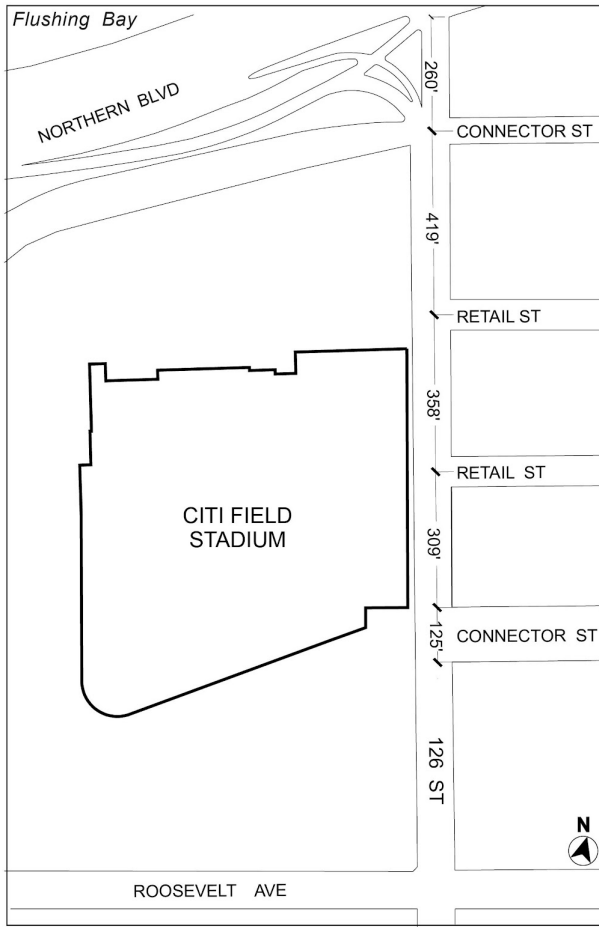 Flushing Bay
NORTHERN BLVD
260'
CONNECTOR ST
419'
RETAIL ST
358'
RETAIL ST
CITI FIELD
STADIUM
309'
125'
CONNECTOR ST
126 ST
N
ROOSEVELT AVE